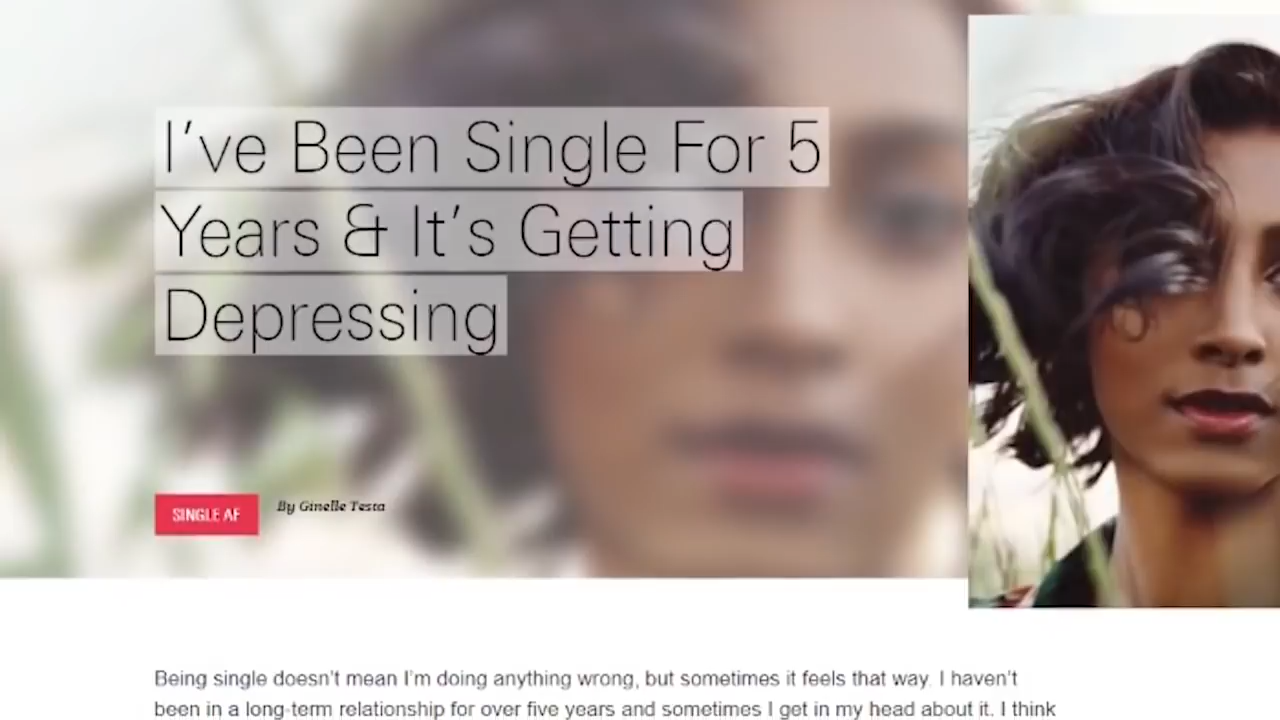 I've Been Single For 5
Years & It's Getting
Depressing
SINGLE AF
By Ginelle Testa
Being single doesn't mean I'm doing anything wrong, but sometimes it feels that way. I haven't
been in a long-term relationship for over five years and sometimes I get in my head about it. I think